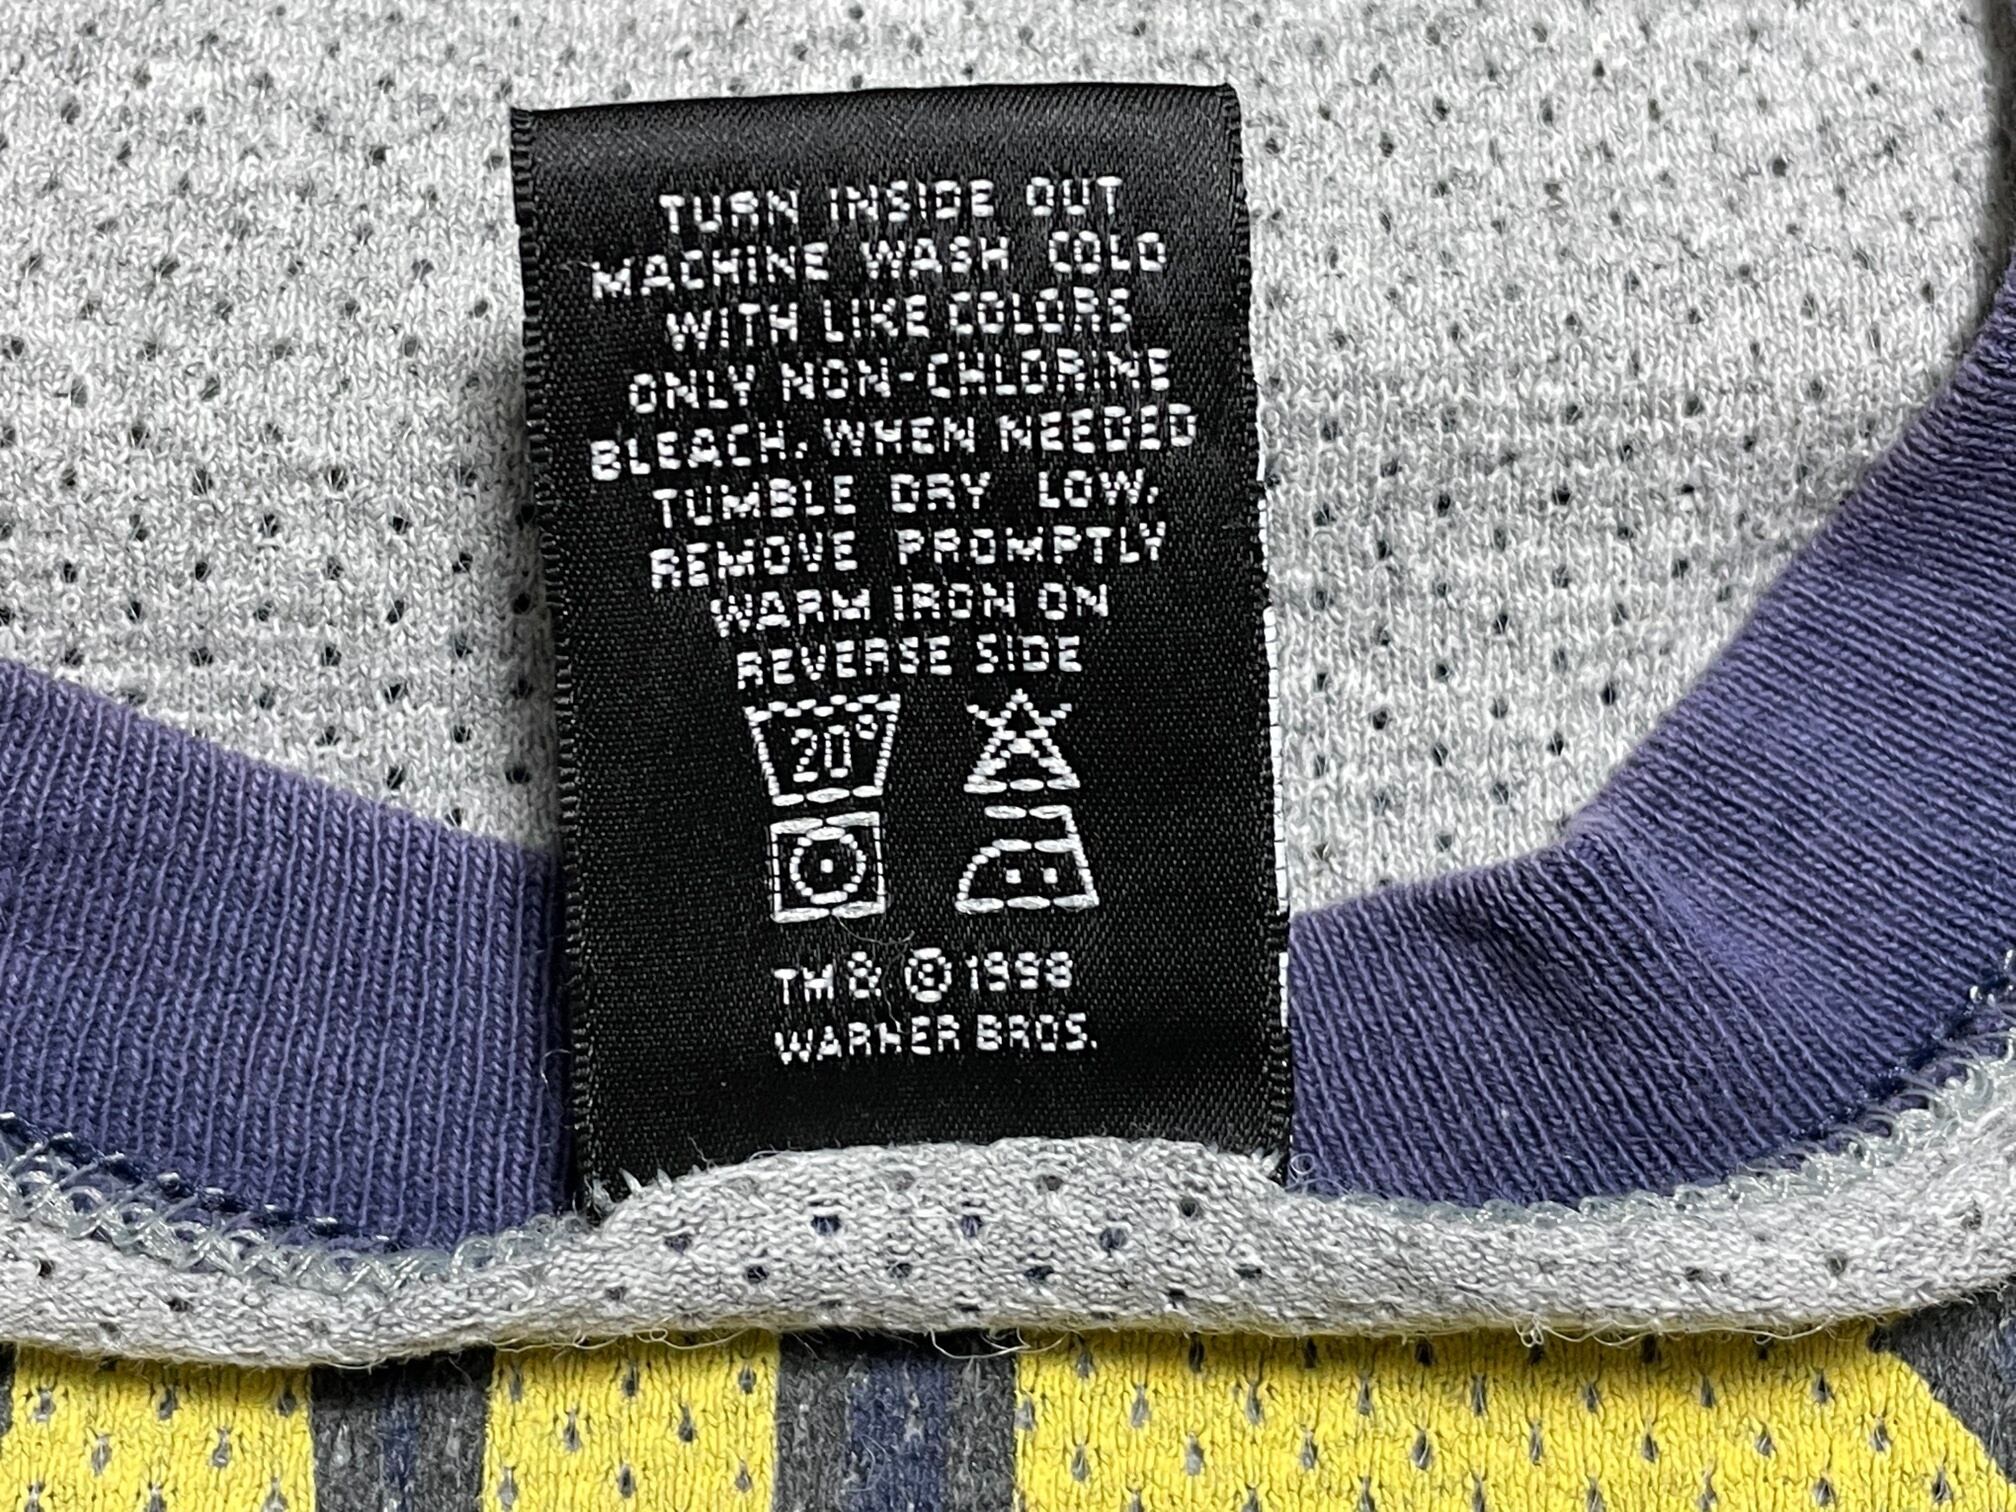 TURN INSIDE OUT
MACHINE WASH COLD
WITH LIKE COLORS
ONLY NON-CHLORINE
BLEACH, WHEN NEEDED
TUMBLE DRY LOW,
REMOVE PROMPTLY
WARM IRON ON
REVERSE SIDE
20°
TM & © 1998
WARNER BROS.